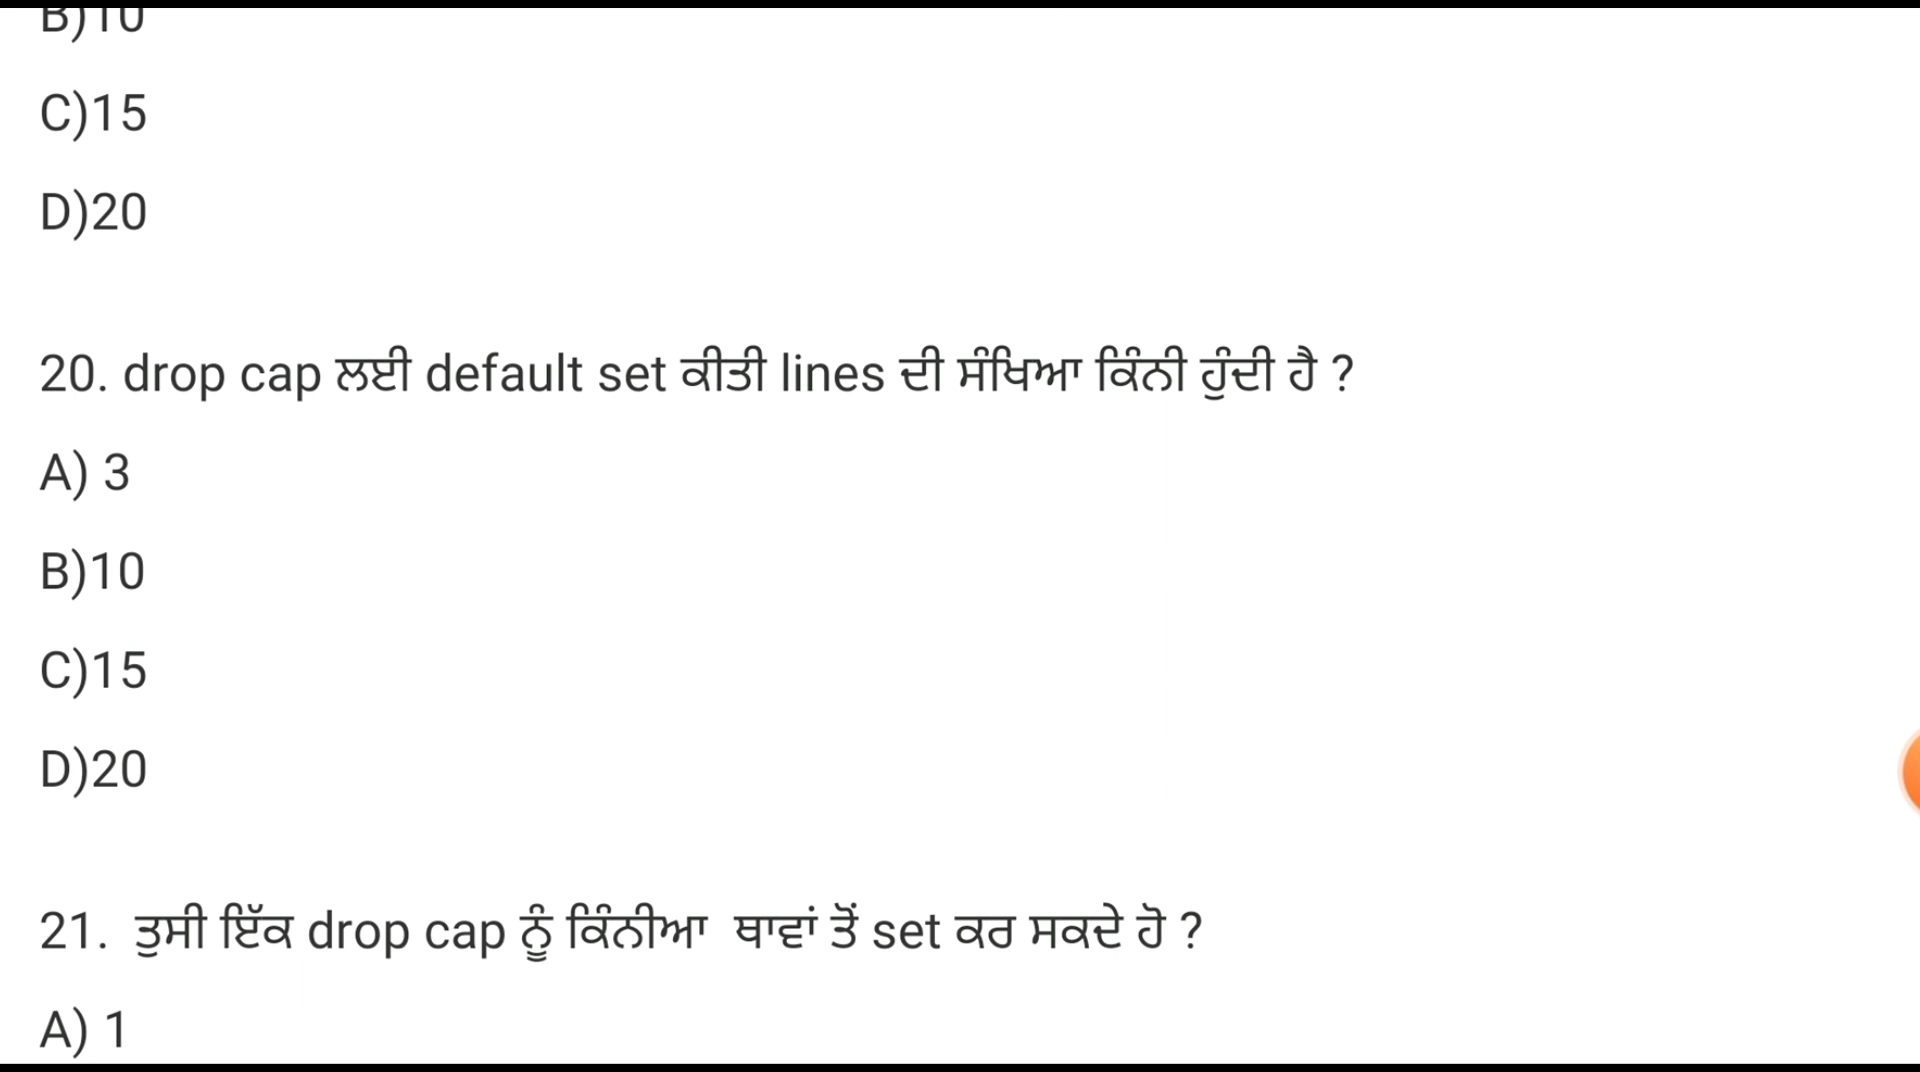 B)10
C)15
D)20
20. drop cap ਲਈ default set ਕੀਤੀ lines ਦੀ ਸੰਖਿਆ ਕਿੰਨੀ ਹੁੰਦੀ ਹੈ ?
A) 3
B)10
C)15
D)20
21. ਤੁਸੀ ਇੱਕ drop cap ਨੂੰ ਕਿੰਨੀਆ ਥਾਵਾਂ ਤੋਂ set ਕਰ ਸਕਦੇ ਹੋ ?
A) 1